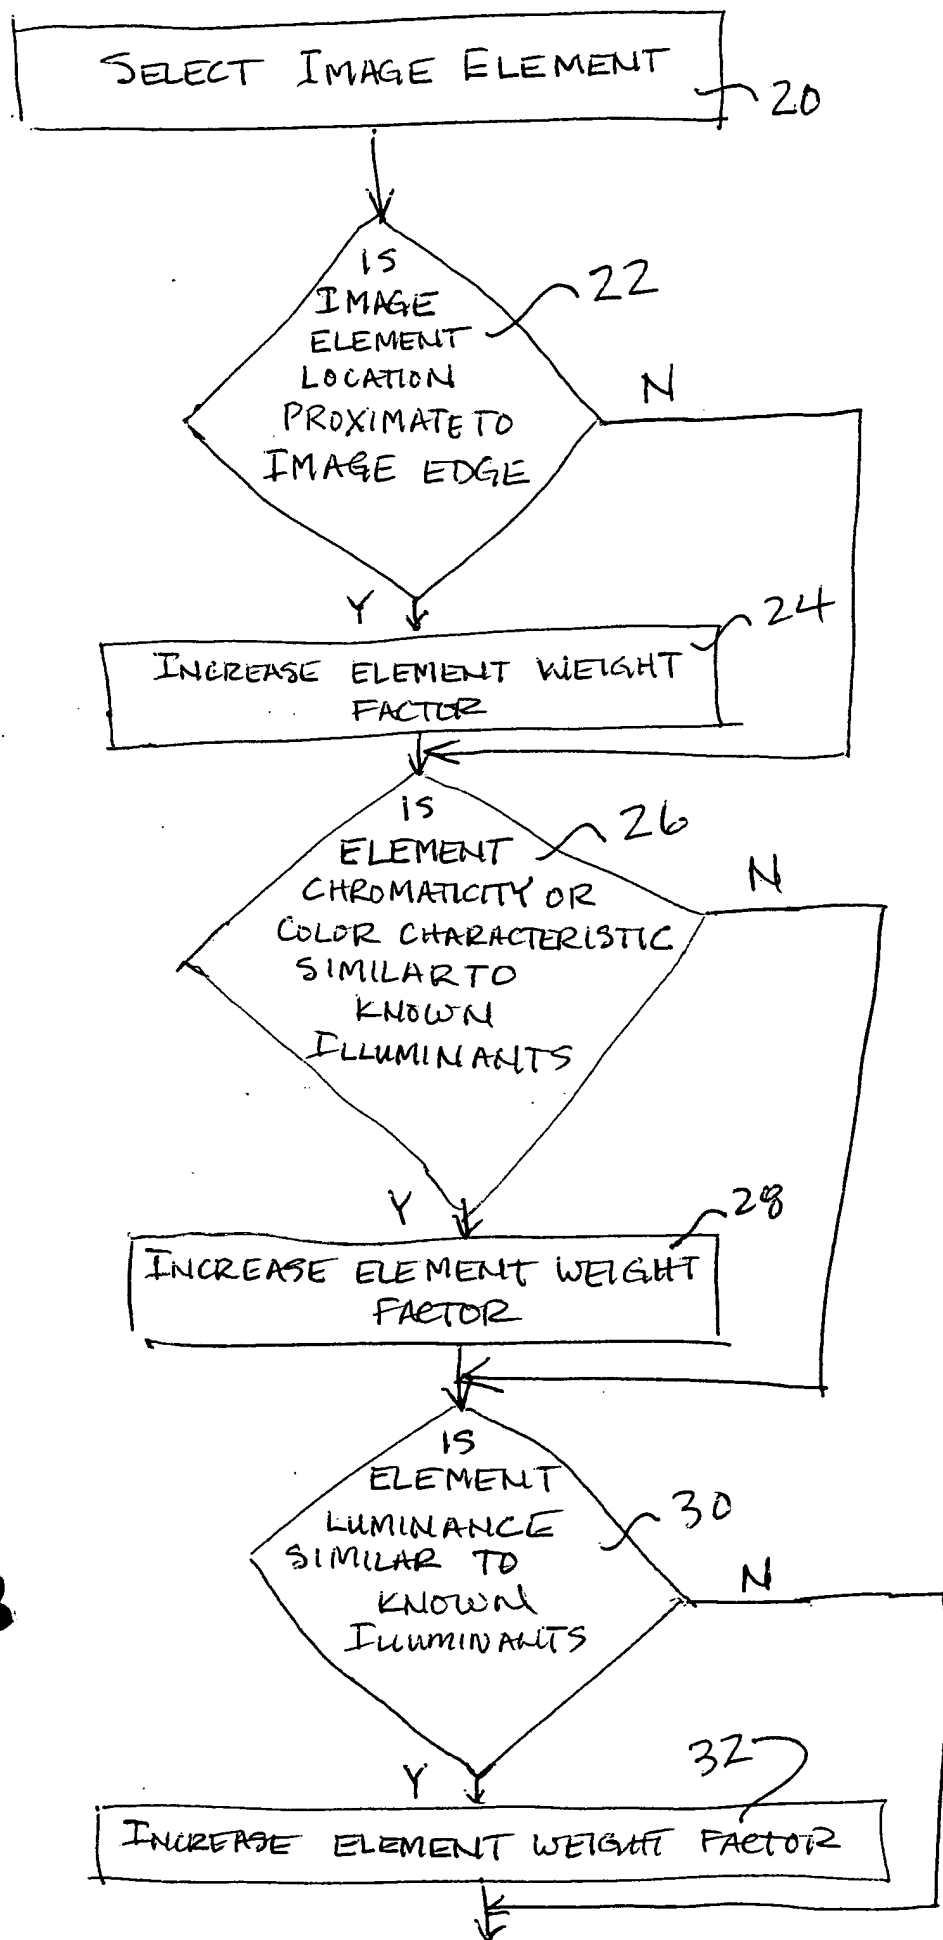 SELECT IMAGE ELEMENT
20
IS
IMAGE
ELEMENT
LOCATION
PROXIMATE TO
IMAGE EDGE
22
N
Y
24
INCREASE ELEMENT WEIGHT
FACTOR
IS
ELEMENT
CHROMATICITY OR
COLOR CHARACTERISTIC
SIMILAR TO
KNOWN
ILLUMINANTS
26
N
Y
28
INCREASE ELEMENT WEIGHT
FACTOR
IS
ELEMENT
LUMINANCE
SIMILAR TO
KNOWN
ILLUMINANTS
30
N
Y
32
INCREASE ELEMENT WEIGHT FACTOR